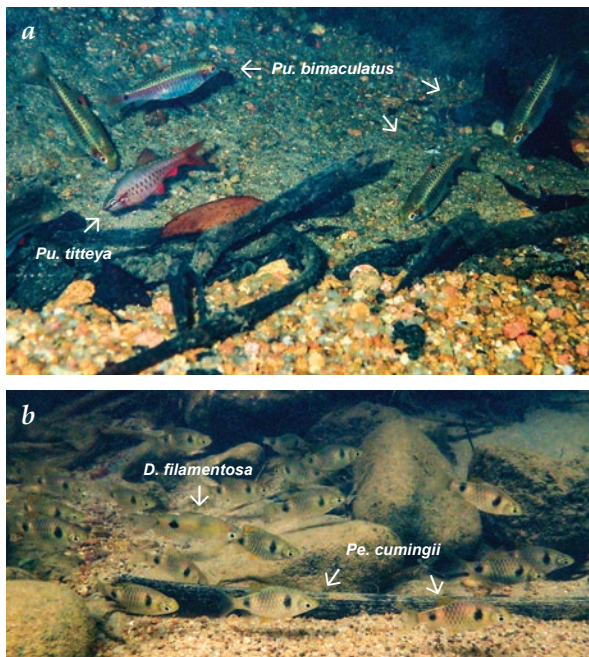 a
Pu. bimaculatus
Pu. titteya
b
D. filamentosa
Pe. cumingii